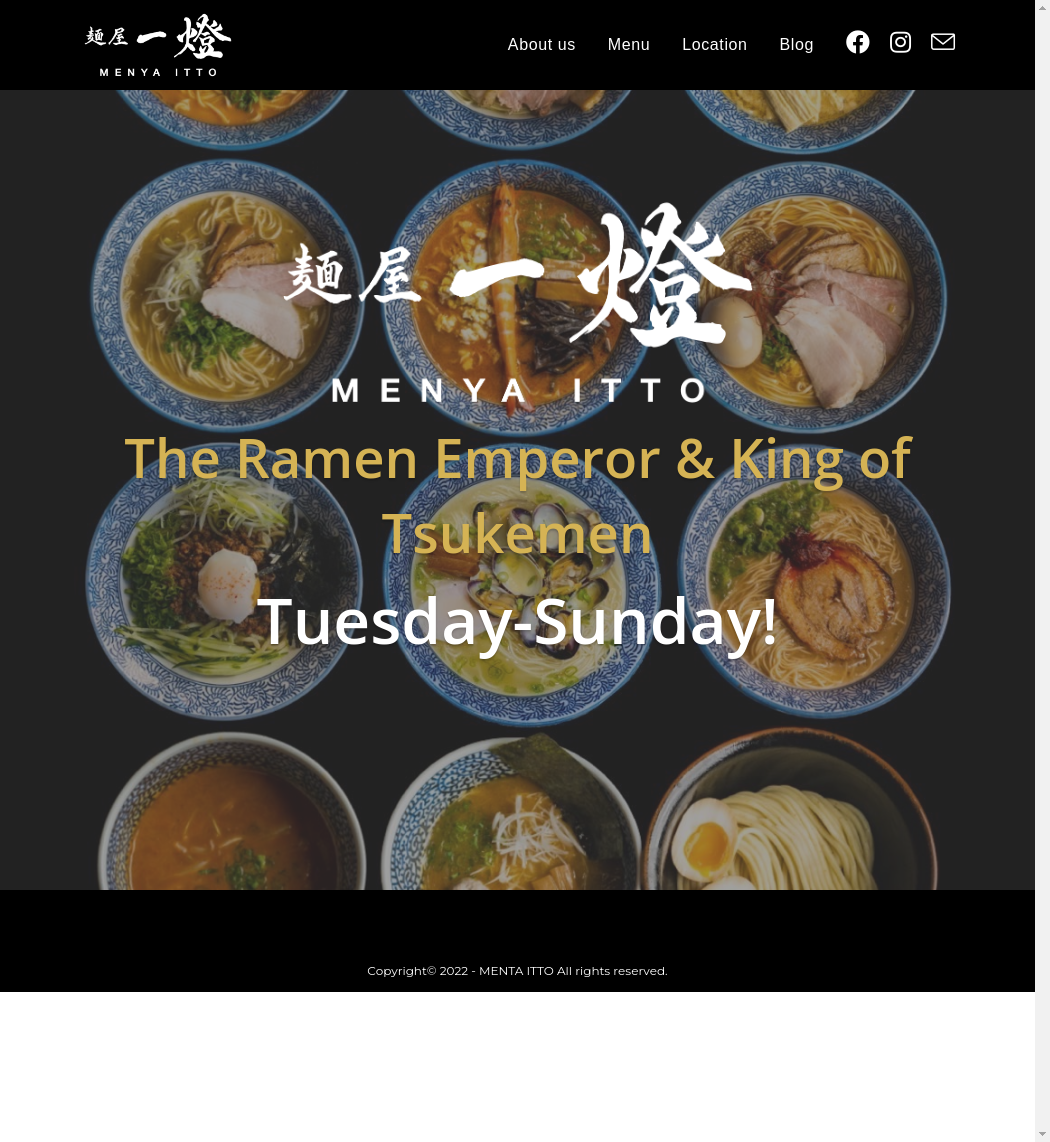 麺屋 一燈
MENYA ITTO
About us Menu Location Blog
麺屋 一燈
MENYA ITTO
The Ramen Emperor & King of
Tsukemen
Tuesday-Sunday!
Copyright© 2022 - MENTA ITTO All rights reserved.